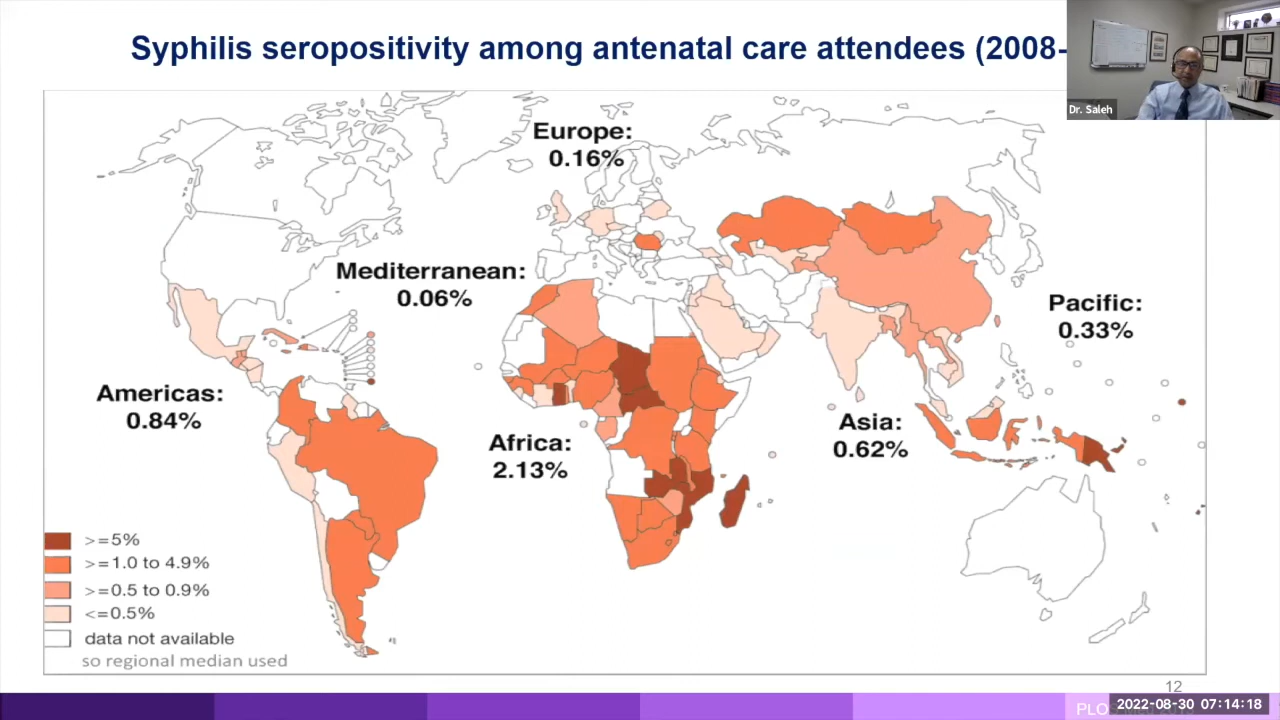 Syphilis seropositivity among antenatal care attendees (2008-
Dr. Saleh
Europe:
0.16%
Mediterranean:
0.06%
Pacific:
0.33%
Americas:
0.84%
Asia:
0.62%
Africa:
2.13%
>=5%
>=1.0 to 4.9%
>=0.5 to 0.9%
<=0.5%
data not available
so regional median used
12
PLO
2022-08-30 07:14:18